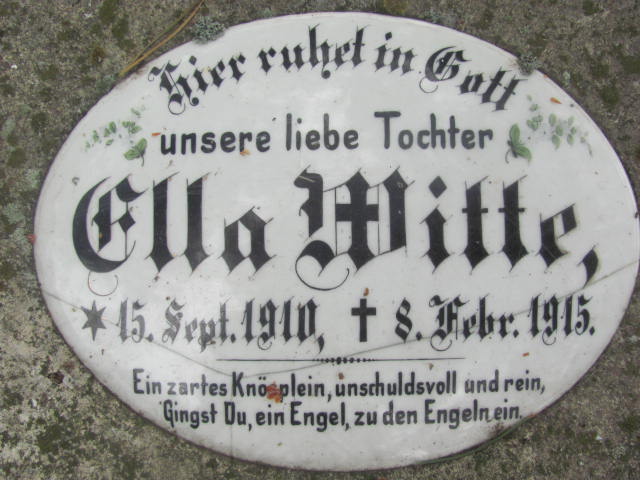 Hier ruhet in Gott
unsere liebe Tochter
Ella Witte,
* 15. Sept. 1910, † 8. Febr. 1915.
Ein zartes Knösplein, unschuldsvoll und rein,
Gingst Du, ein Engel, zu den Engeln ein.